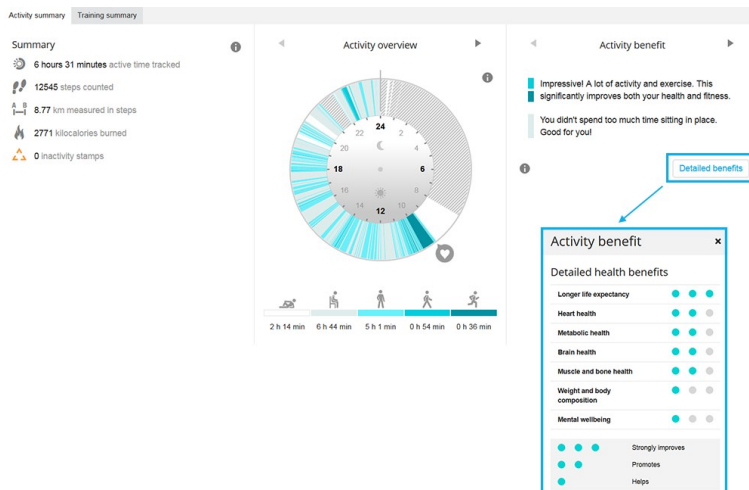 Activity summary
Training summary
Summary
6 hours 31 minutes active time tracked
12545 steps counted
A B
8.77 km measured in steps
2771 kilocalories burned
0 inactivity stamps
Activity overview
24
2
4
6
8
10
12
14
16
18
20
22
2 h 14 min
6 h 44 min
5 h 1 min
0 h 54 min
0 h 36 min
Activity benefit
Impressive! A lot of activity and exercise. This
significantly improves both your health and fitness.
You didn't spend too much time sitting in place.
Good for you!
Detailed benefits
Activity benefit
×
Detailed health benefits
Longer life expectancy
Heart health
Metabolic health
Brain health
Muscle and bone health
Weight and body
composition
Mental wellbeing
Strongly improves
Promotes
Helps